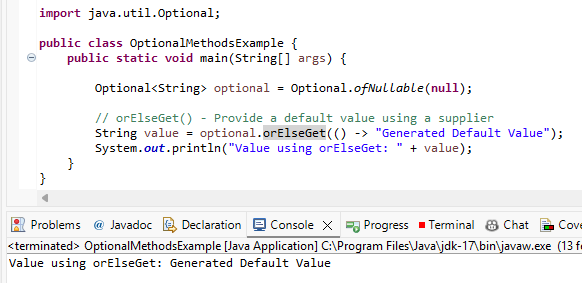 import java.util.Optional;
public class OptionalMethodsExample {
public static void main(String[] args) {
Optional<String> optional = Optional.ofNullable(null);
// orElseGet() - Provide a default value using a supplier
String value = optional.orElseGet(() -> "Generated Default Value");
System.out.println("Value using orElseGet: " + value);
}
}
Problems @ Javadoc Declaration Console Progress Terminal Chat Cove
<terminated> OptionalMethodsExample [Java Application] C:\Program Files\Java\jdk-17\bin\javaw.exe (13 f
Value using orElseGet: Generated Default Value